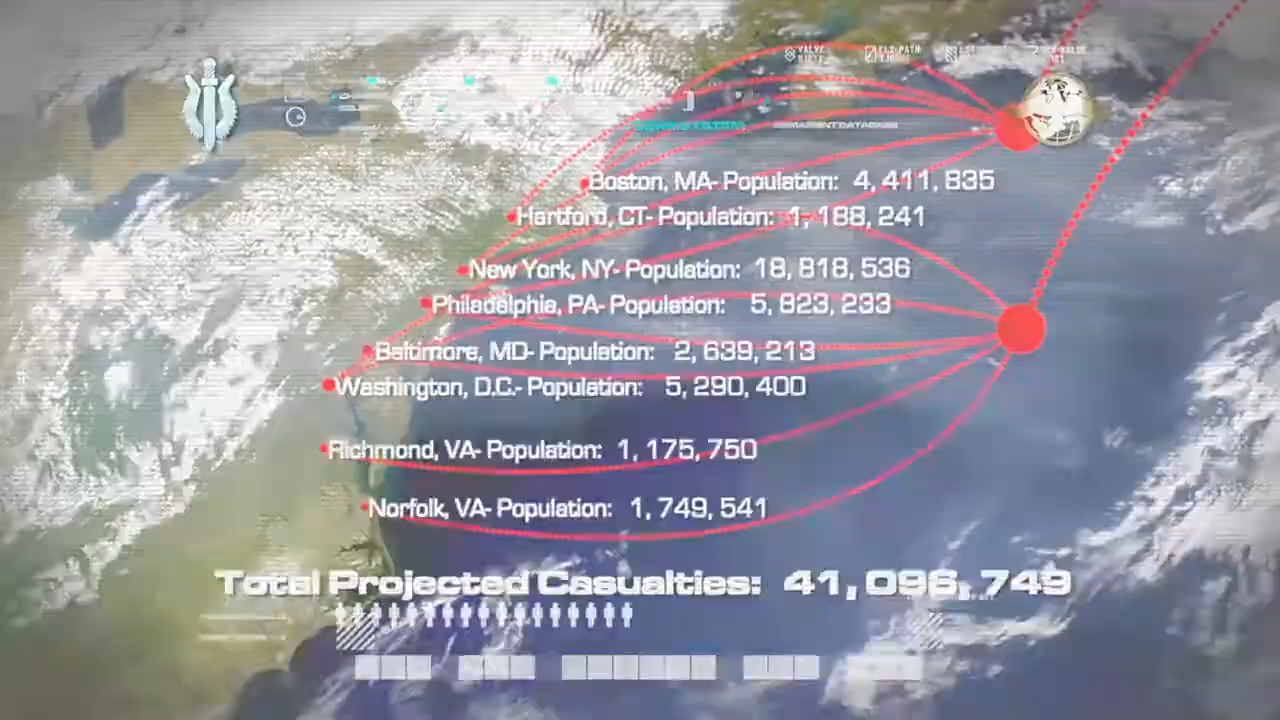 Boston, MA- Population: 4, 411, 835
Hartford, CT- Population: 1, 188, 241
New York, NY- Population: 18, 818, 536
Philadelphia, PA- Population: 5, 823, 233
Baltimore, MD- Population: 2, 639, 213
Washington, D.C.- Population: 5, 290, 400
Richmond, VA- Population: 1, 175, 750
Norfolk, VA- Population: 1, 749, 541
Total Projected Casualties: 41, 096, 749